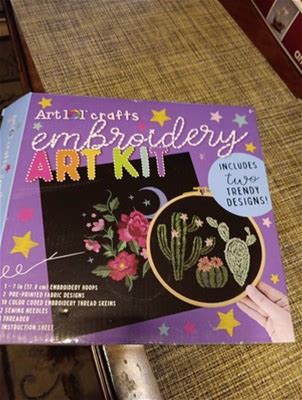 Art 101 crafts
embroidery
ART KIT
INCLUDES
two
TRENDY
DESIGNS!
1 - 7 in (17.8 cm) EMBROIDERY HOOPS
2 PRE-PRINTED FABRIC DESIGNS
10 COLOR CODED EMBROIDERY THREAD SKEINS
2 SEWING NEEDLES
1 THREADER
INSTRUCTION SHEET